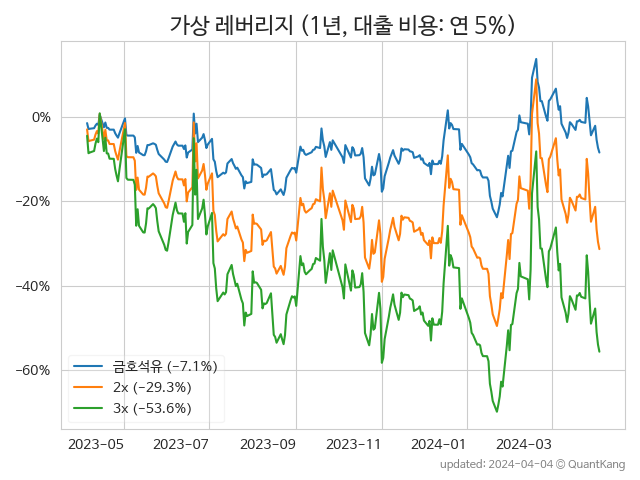 가상 레버리지 (1년, 대출 비용: 연 5%)
0%
−20%
−40%
−60%
금호석유 (−7.1%)
2x (−29.3%)
3x (−53.6%)
2023−05 2023−07 2023−09 2023−11 2024−01 2024−03
updated: 2024−04−04 © QuantKang